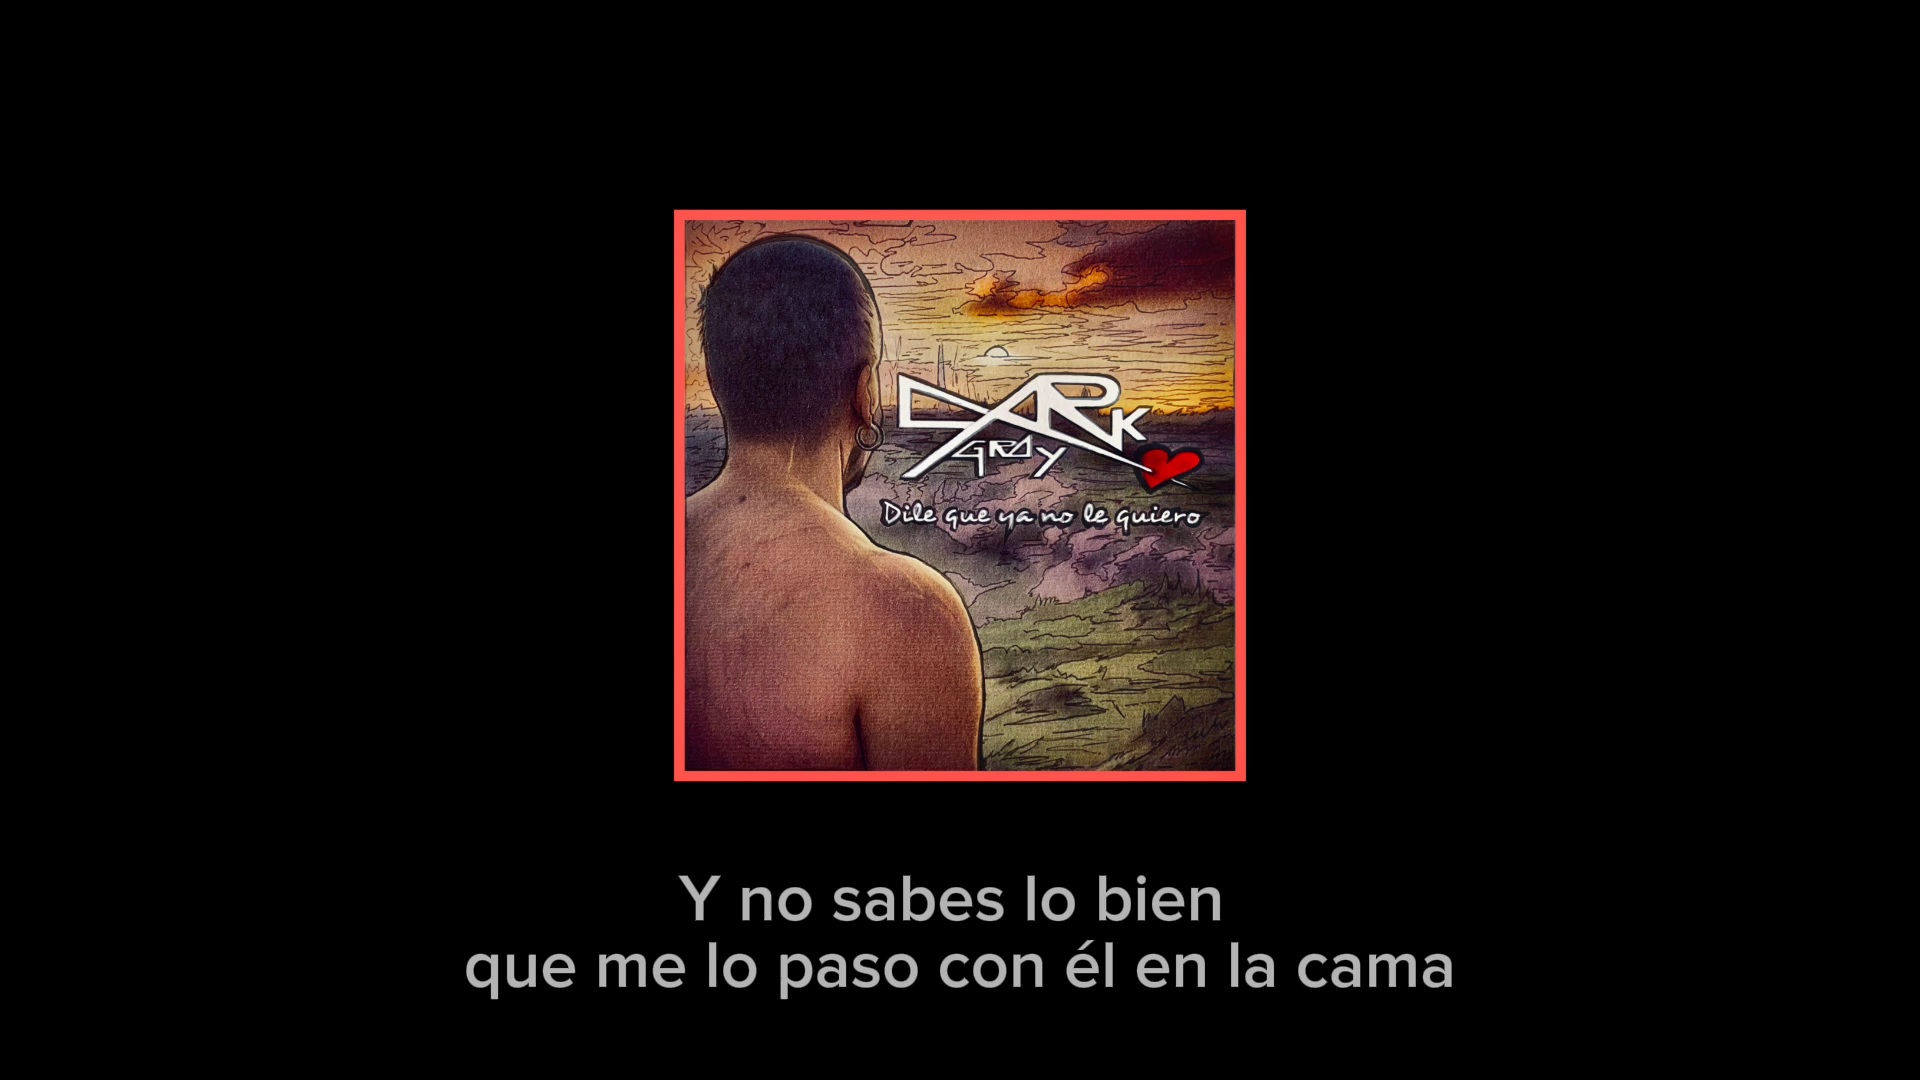 DARK
GRAY
Dile que ya no le quiero
Y no sabes lo bien
que me lo paso con él en la cama